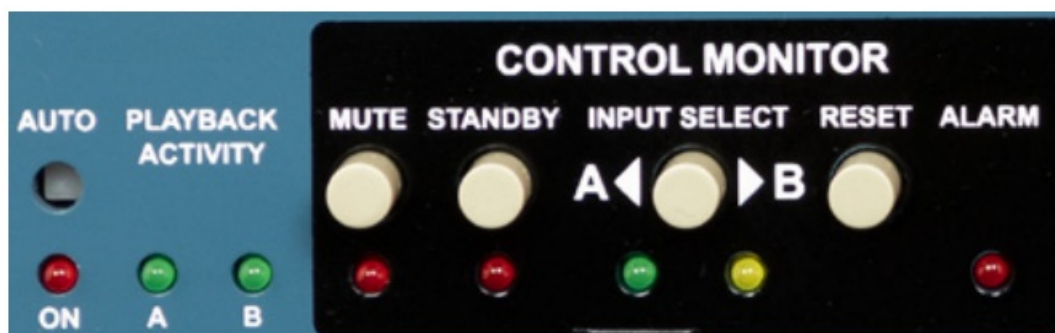 CONTROL MONITOR
AUTO PLAYBACK ACTIVITY
MUTE STANDBY INPUT SELECT RESET ALARM
A B
ON A B